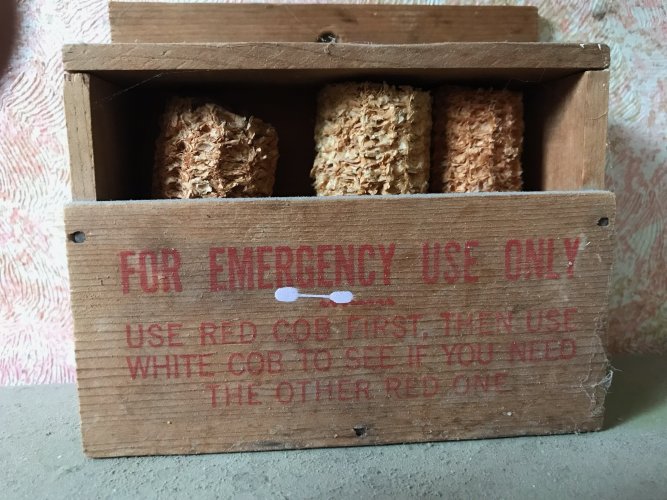 FOR EMERGENCY USE ONLY
USE RED COB FIRST, THEN USE
WHITE COB TO SEE IF YOU NEED
THE OTHER RED ONE